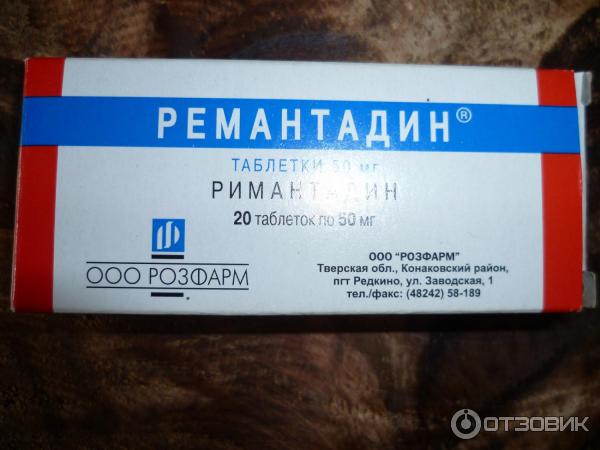 РЕМАНТАДИН®
ТАБЛЕТКИ 50 мг
РИМАНТАДИН
20 таблеток по 50 мг
ООО РОЗФАРМ
®
ООО "РОЗФАРМ"
Тверская обл., Конаковский район,
пгт Редкино, ул. Заводская, 1
тел./факс: (48242) 58-189
ОТЗОВИК